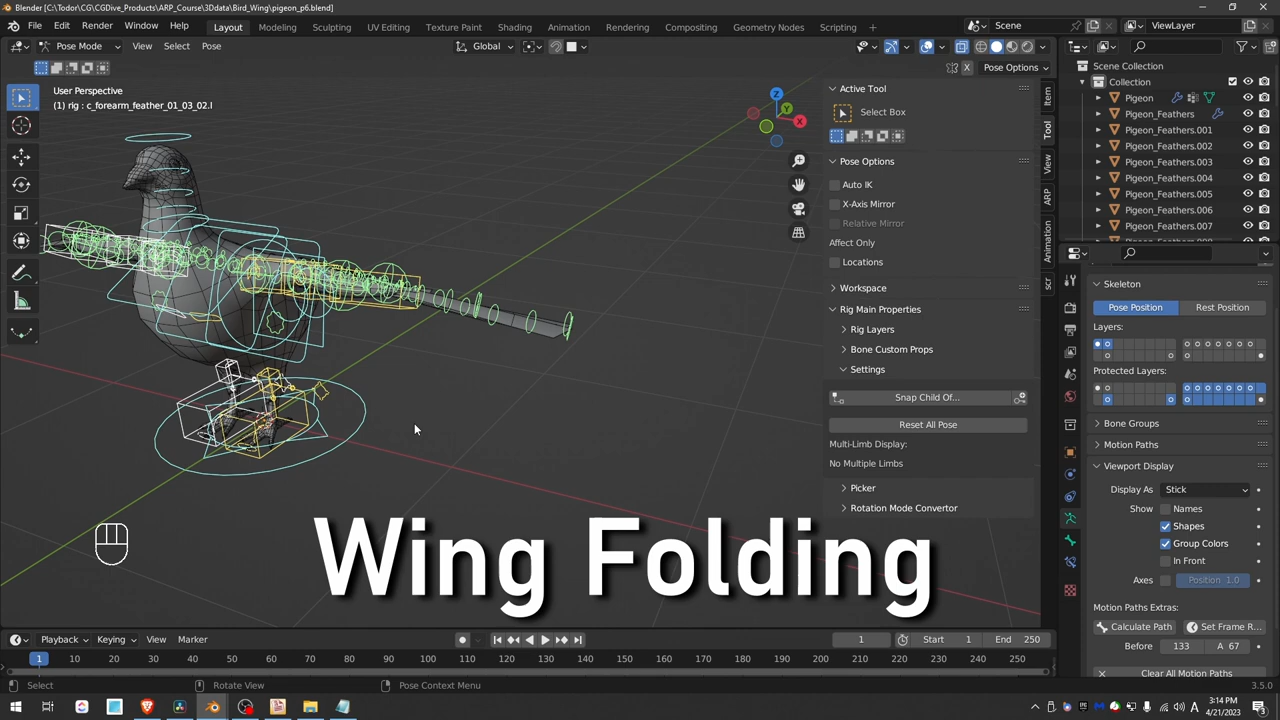 Blender [C:\Todor\CG\CGDive_Products\ARP_Course\3Ddata\Bird_Wing\pigeon_p6.blend]
File Edit Render Window Help Layout Modeling Sculpting UV Editing Texture Paint Shading Animation Rendering Compositing Geometry Nodes Scripting Scene ViewLayer
Pose Mode View Select Pose Global
X Pose Options
User Perspective
(1) rig : c_forearm_feather_01_03_02.l
Z
Y
X
Active Tool
Select Box
Pose Options
Auto IK
X-Axis Mirror
Relative Mirror
Affect Only
Locations
Workspace
Rig Main Properties
Rig Layers
Bone Custom Props
Settings
Snap Child Of...
Reset All Pose
Multi-Limb Display:
No Multiple Limbs
Picker
Rotation Mode Convertor
Item
Tool
View
ARP
Animation
scr
Scene Collection
Collection
Pigeon
Pigeon_Feathers
Pigeon_Feathers.001
Pigeon_Feathers.002
Pigeon_Feathers.003
Pigeon_Feathers.004
Pigeon_Feathers.005
Pigeon_Feathers.006
Pigeon_Feathers.007
Skeleton
Pose Position Rest Position
Layers:
Protected Layers:
Bone Groups
Motion Paths
Viewport Display
Display As Stick
Show Names
Shapes
Group Colors
In Front
Axes Position 1.0
Motion Paths Extras:
Calculate Path Set Frame R...
Before 133 A 67
Clear All Motion Paths
Wing Folding
Playback Keying View Marker 1 Start 1 End 250
1 10 20 30 40 50 60 70 80 90 100 110 120 130 140 150 160 170 180 190 200 210 220 230 240 250
Select Rotate View Pose Context Menu 3.5.0
3:14 PM
4/21/2023